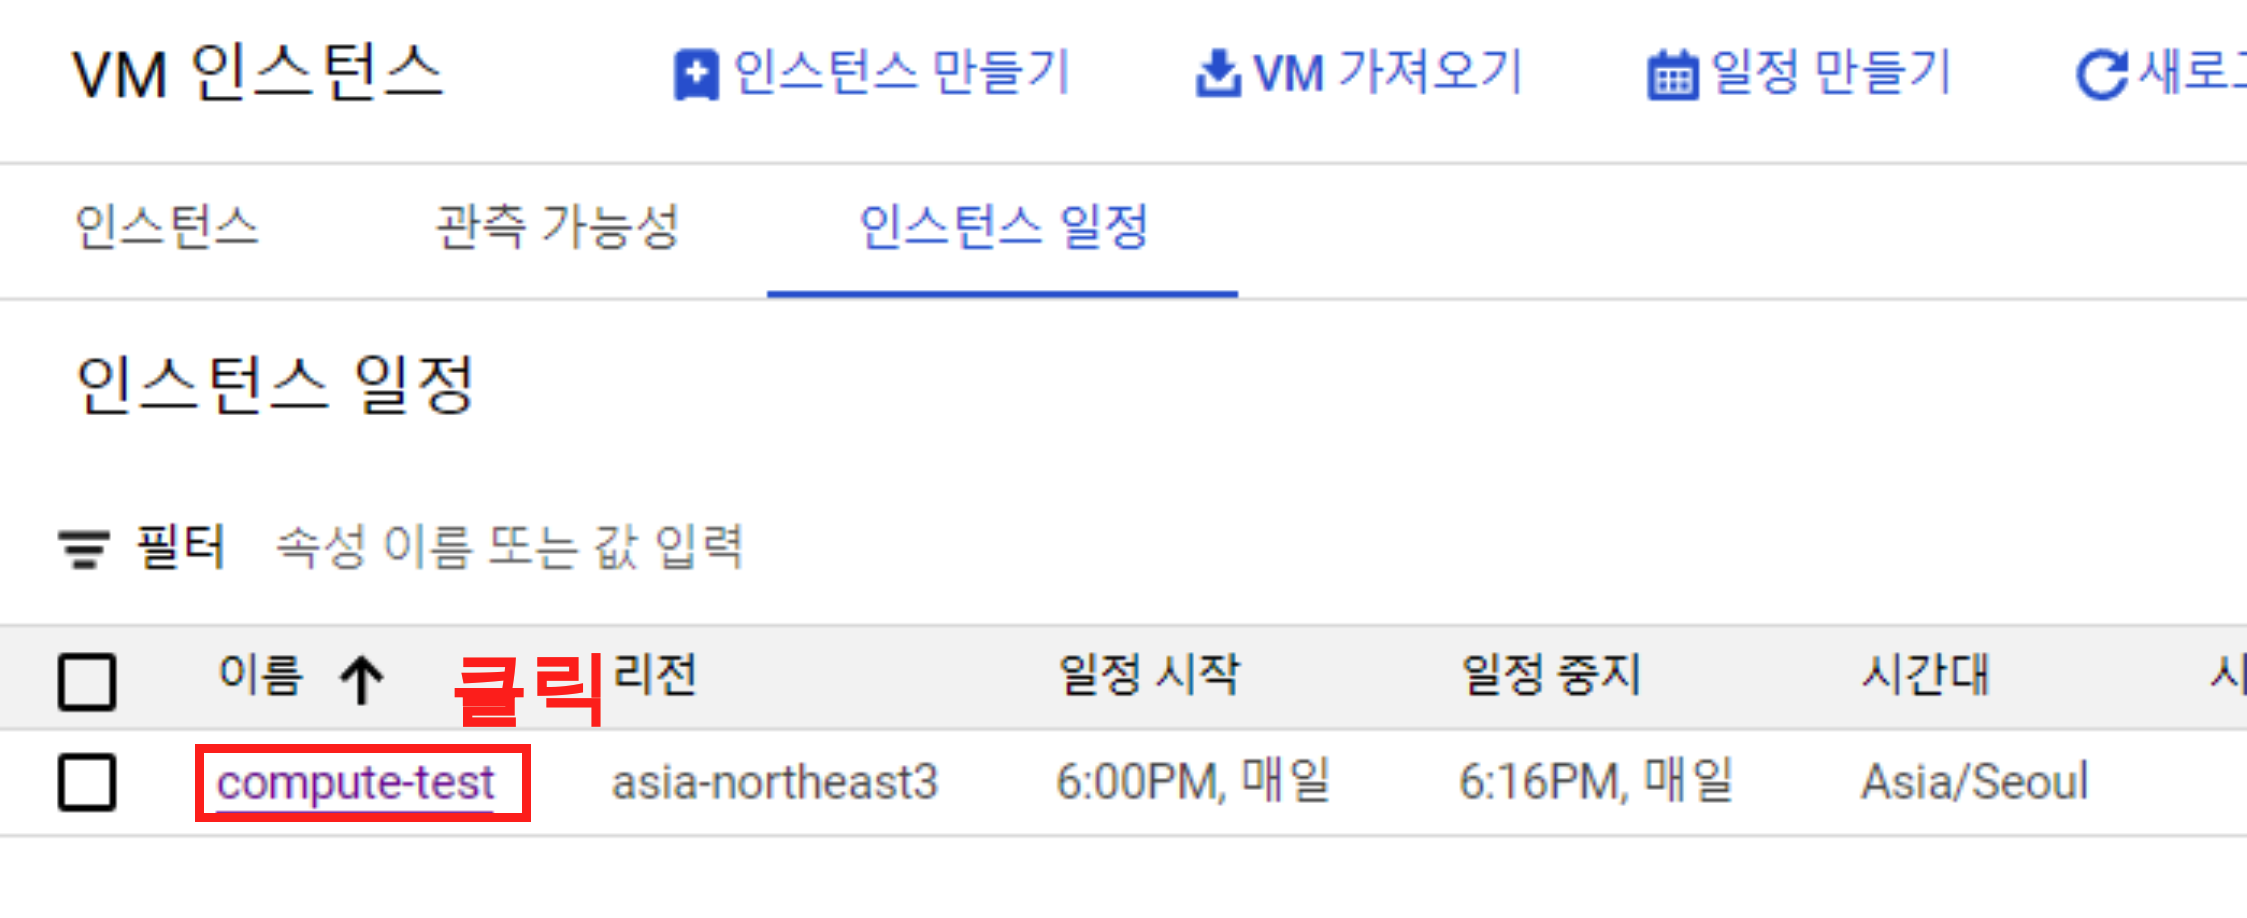 VM 인스턴스 인스턴스 만들기 VM 가져오기 일정 만들기 새로
인스턴스 관측 가능성 인스턴스 일정
인스턴스 일정
필터 속성 이름 또는 값 입력
이름 클릭 리전 일정 시작 일정 중지 시간대
compute-test asia-northeast3 6:00PM, 매일 6:16PM, 매일 Asia/Seoul